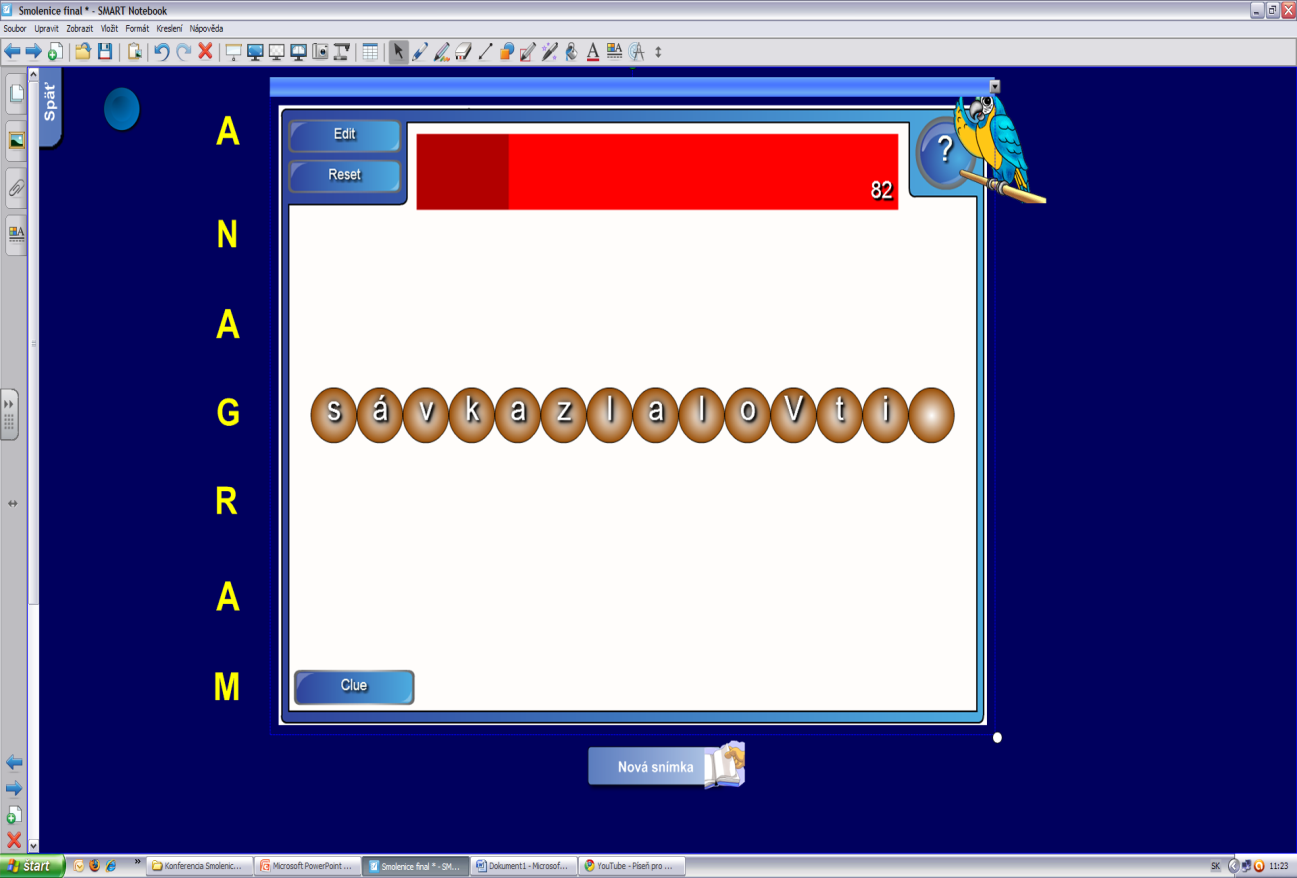 Smolenice final * - SMART Notebook
Soubor Upravit Zobrazit Vložit Formát Kreslení Nápověda
Späť
A
N
A
G
R
A
M
Edit
Reset
82
?
s á v k a z l a l o V t i
Clue
Nová snímka
štart
Konferencia Smolenic...
Microsoft PowerPoint ...
Smolenice final * - SM...
Dokument1 - Microsof...
YouTube - Píseň pro ...
SK
11:23